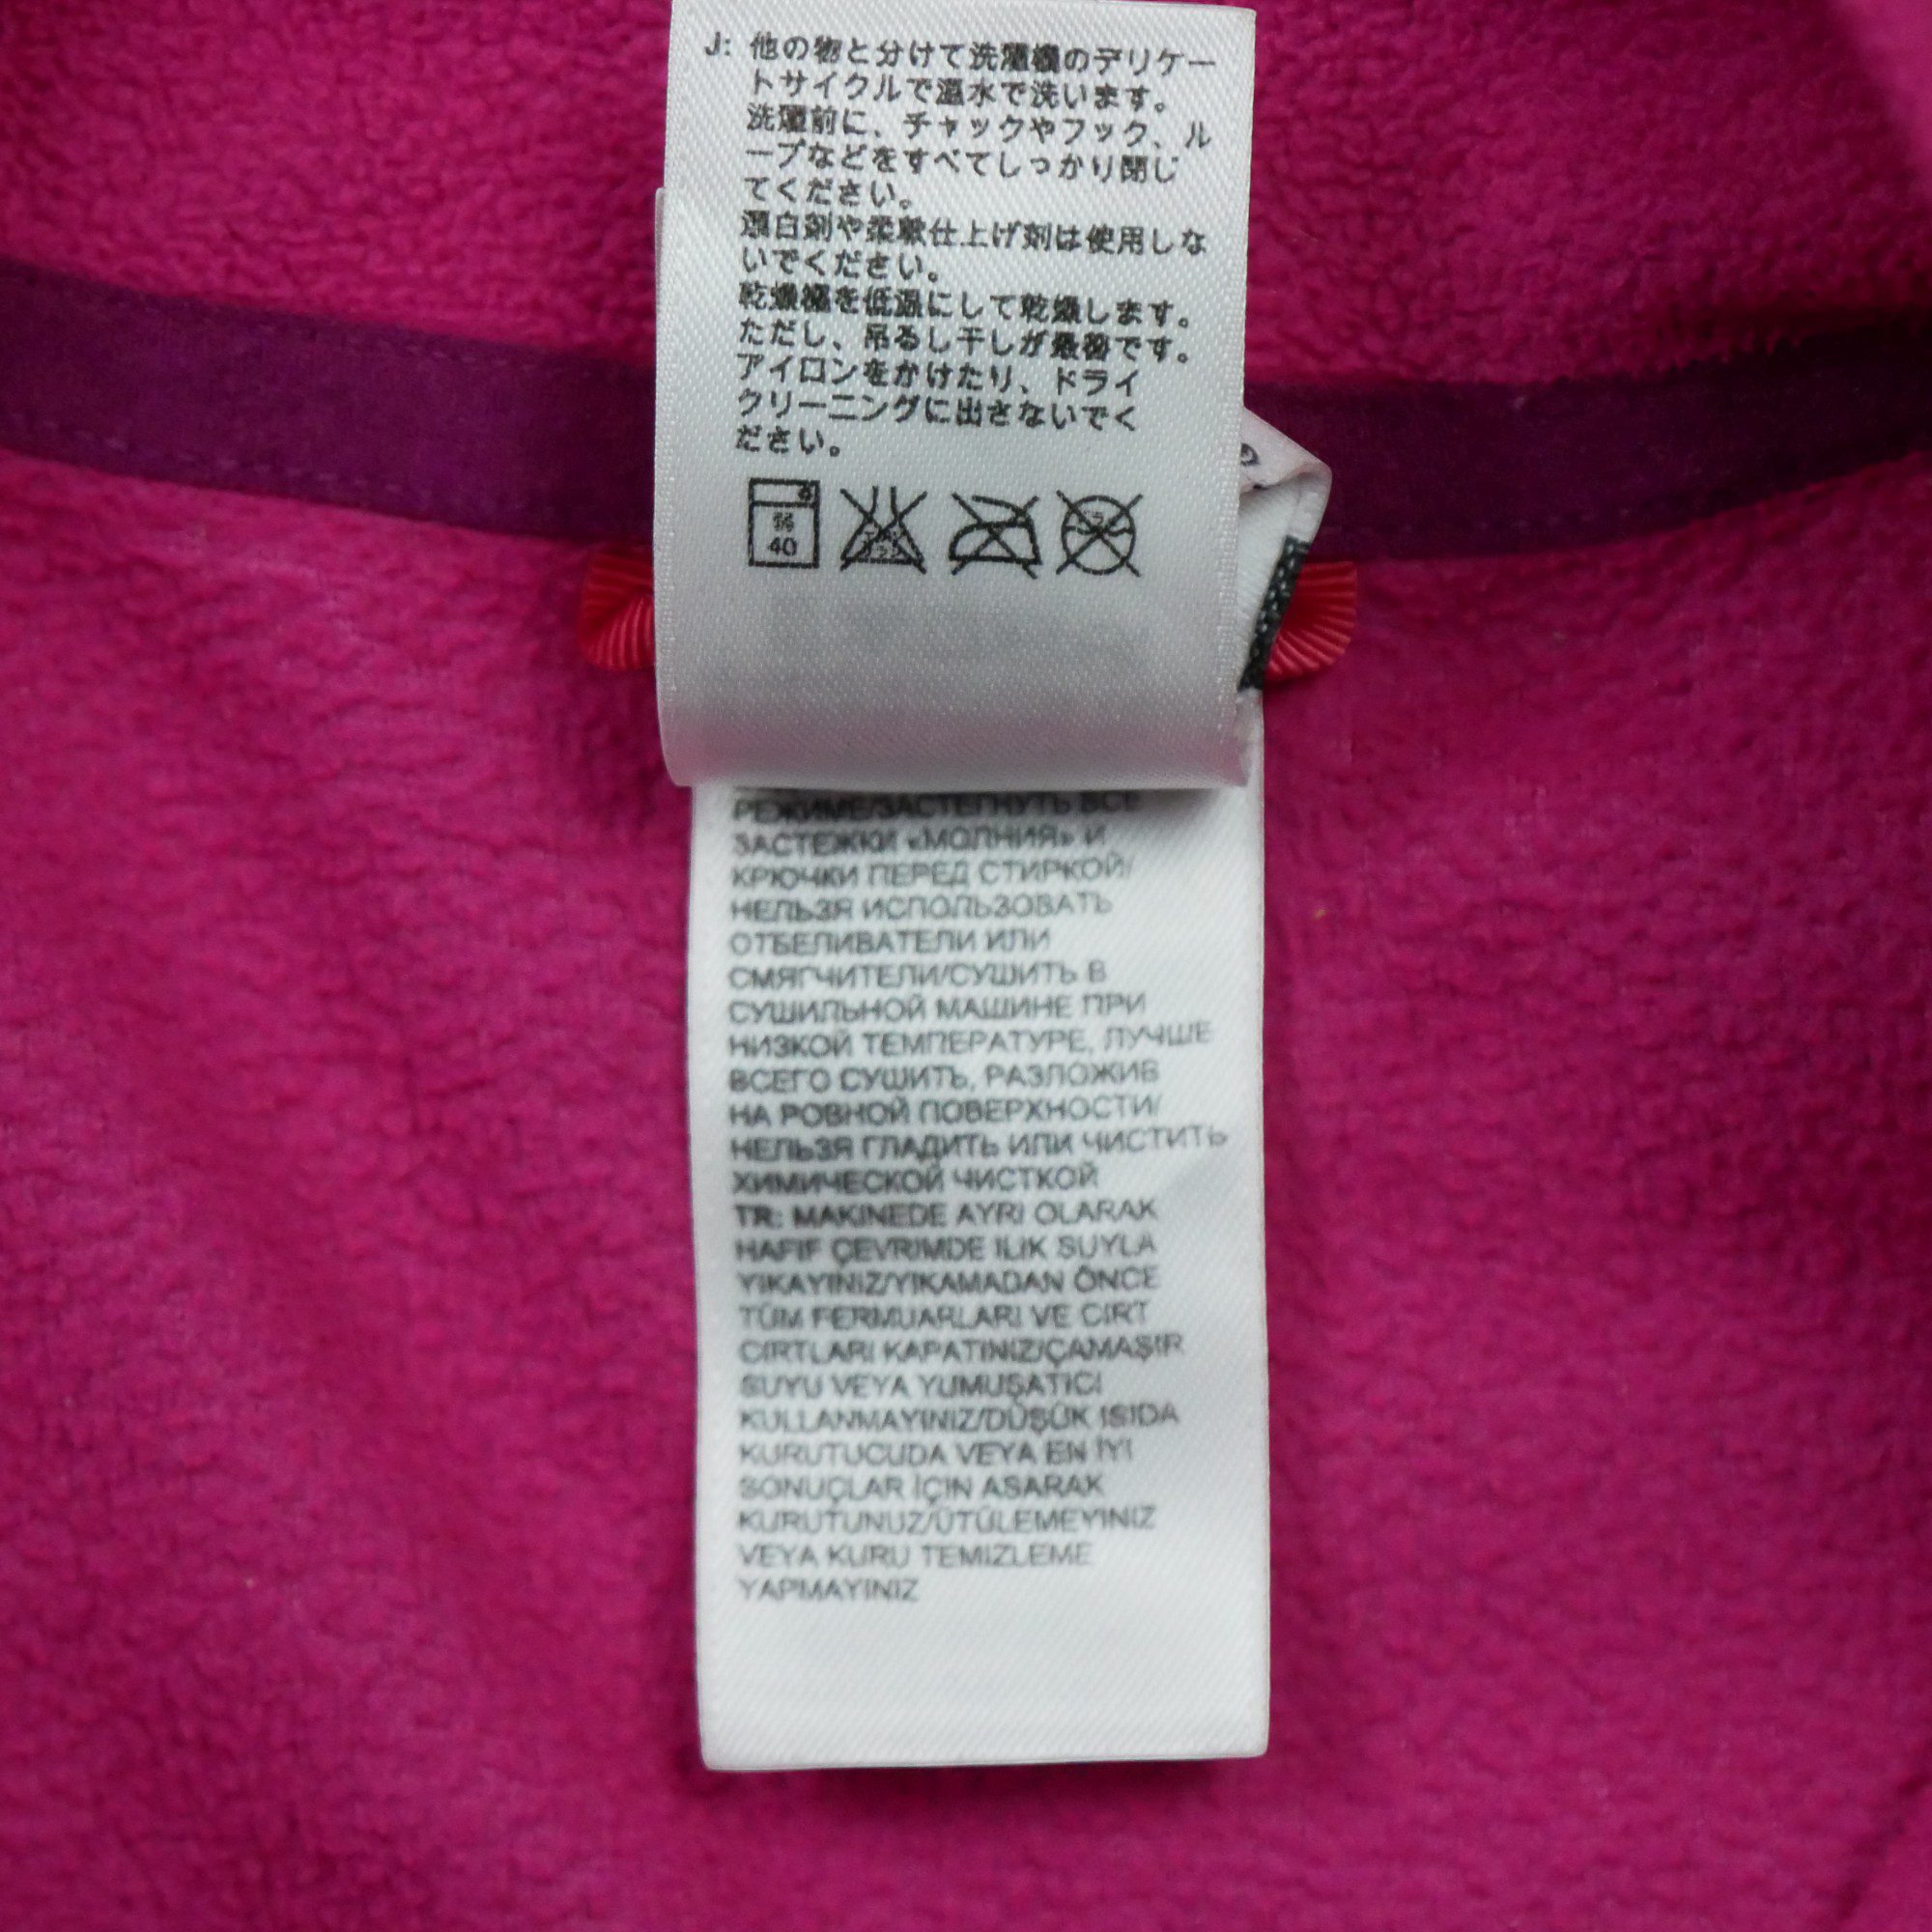 J: 他の物と分けて洗濯機のデリケー
トサイクルで温水で洗います。
洗濯前に、チャックやフック、ル
ープなどをすべてしっかり閉じ
てください。
漂白剤や柔軟仕上げ剤は使用しな
いでください。
乾燥機を低温にして乾燥します。
ただし、吊るし干しが最善です。
アイロンをかけたり、ドライ
クリーニングに出さないでく
ださい。
弱
40
РЕЖИМЕ/ЗАСТЕГНУТЬ ВСЕ
ЗАСТЕЖКИ «МОЛНИЯ» И
КРЮЧКИ ПЕРЕД СТИРКОЙ/
НЕЛЬЗЯ ИСПОЛЬЗОВАТЬ
ОТБЕЛИВАТЕЛИ ИЛИ
СМЯГЧИТЕЛИ/СУШИТЬ В
СУШИЛЬНОЙ МАШИНЕ ПРИ
НИЗКОЙ ТЕМПЕРАТУРЕ, ЛУЧШЕ
ВСЕГО СУШИТЬ, РАЗЛОЖИВ
НА РОВНОЙ ПОВЕРХНОСТИ/
НЕЛЬЗЯ ГЛАДИТЬ ИЛИ ЧИСТИТЬ
ХИМИЧЕСКОЙ ЧИСТКОЙ
TR: MAKINEDE AYRI OLARAK
HAFIF ÇEVRIMDE ILIK SUYLA
YIKAYINIZ/YIKAMADAN ÖNCE
TÜM FERMUARLARI VE CIRT
CIRTLARI KAPATINIZ/ÇAMAŞIR
SUYU VEYA YUMUŞATICI
KULLANMAYINIZ/DÜŞÜK ISIDA
KURUTUCUDA VEYA EN İYI
SONUÇLAR İÇIN ASARAK
KURUTUNUZ/ÜTÜLEMEYINIZ
VEYA KURU TEMIZLEME
YAPMAYINIZ